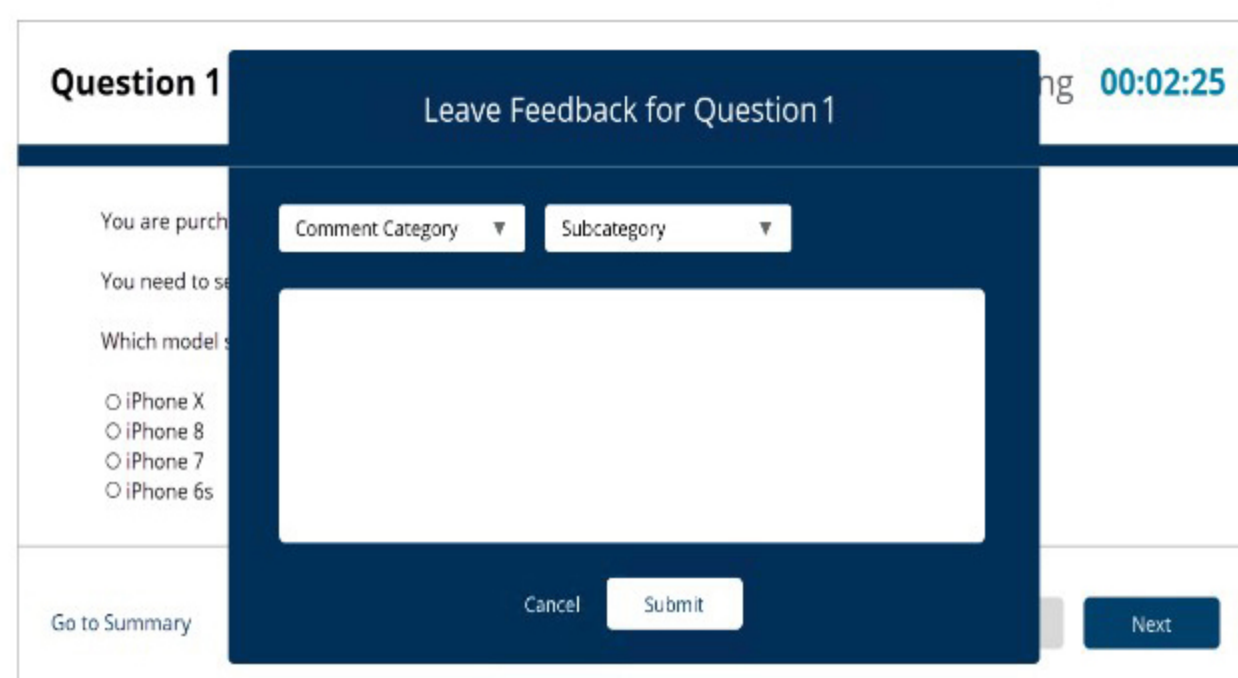 Question 1
ng 00:02:25
Leave Feedback for Question 1
You are purch
Comment Category ▼ Subcategory ▼
You need to se
Which model s
iPhone X
iPhone 8
iPhone 7
iPhone 6s
Cancel Submit
Go to Summary
Next